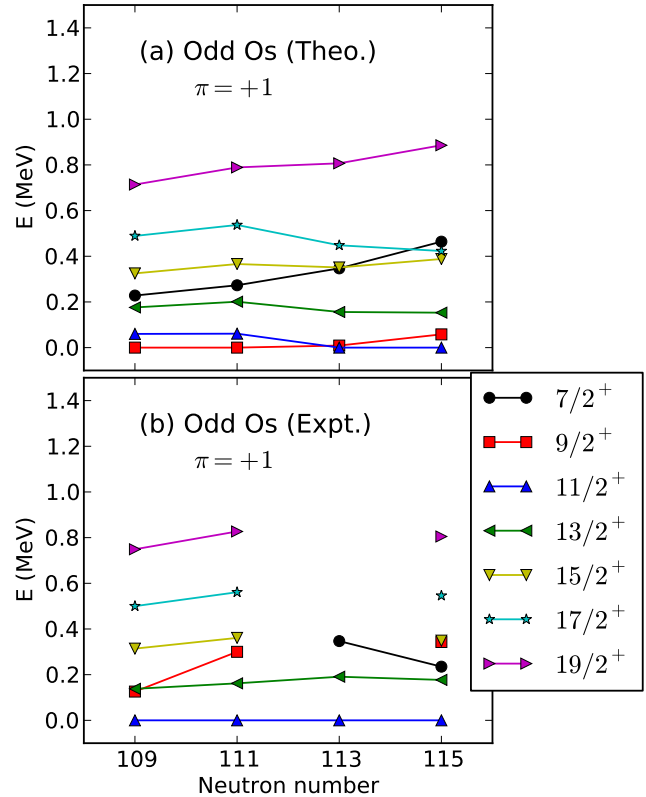 1.4
1.2
1.0
0.8
0.6
0.4
0.2
0.0
E (MeV)
(a) Odd Os (Theo.)
π = +1
1.4
1.2
1.0
0.8
0.6
0.4
0.2
0.0
E (MeV)
(b) Odd Os (Expt.)
π = +1
109 111 113 115
Neutron number
7/2⁺
9/2⁺
11/2⁺
13/2⁺
15/2⁺
17/2⁺
19/2⁺